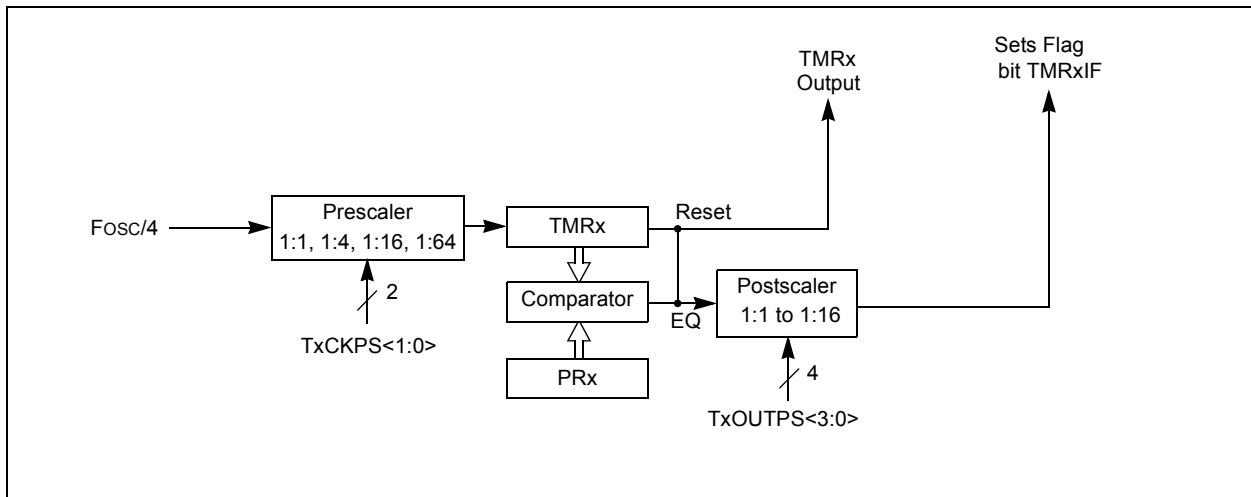 TMRx
Output
Sets Flag
bit TMRxIF
FOSC/4
Prescaler
1:1, 1:4, 1:16, 1:64
2
TxCKPS<1:0>
TMRx
Reset
Comparator
EQ
PRx
Postscaler
1:1 to 1:16
4
TxOUTPS<3:0>